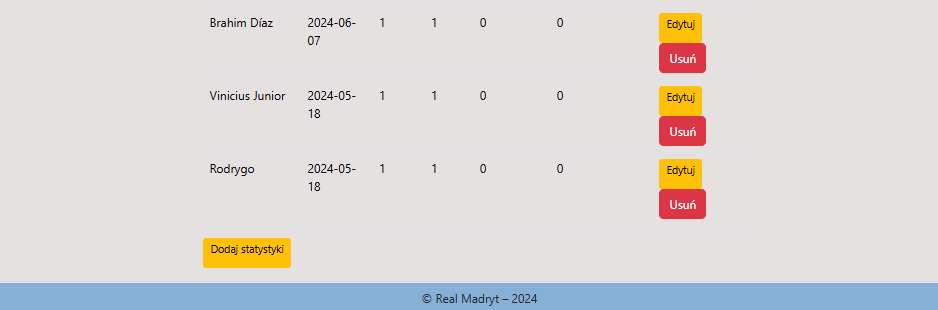 Brahim Díaz 2024-06- 1 1 0 0 Edytuj
07
Usuń
Vinicius Junior 2024-05- 1 1 0 0 Edytuj
18
Usuń
Rodrygo 2024-05- 1 1 0 0 Edytuj
18
Usuń
Dodaj statystyki
© Real Madryt – 2024